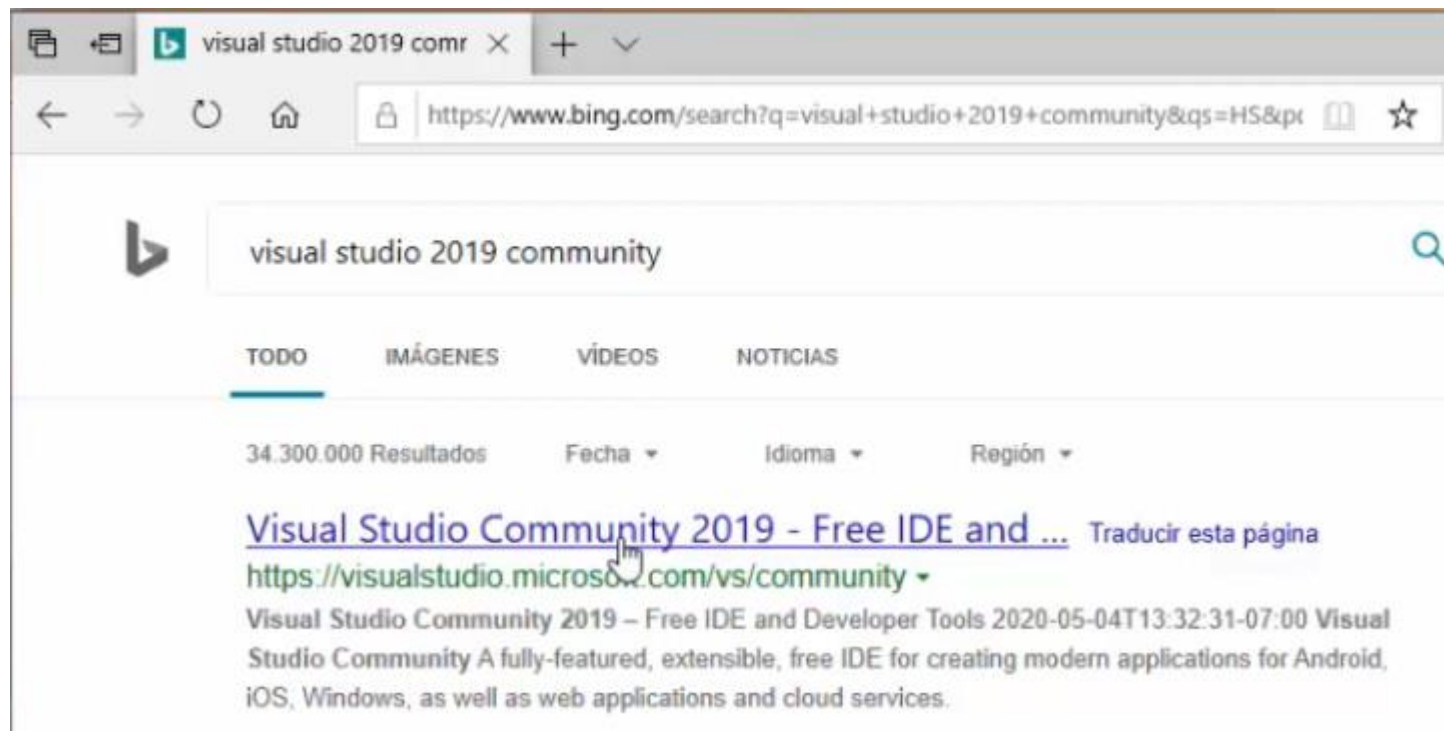 visual studio 2019 comr
https://www.bing.com/search?q=visual+studio+2019+community&qs=HS&pc
visual studio 2019 community
TODO IMÁGENES VÍDEOS NOTICIAS
34.300.000 Resultados Fecha Idioma Región
Visual Studio Community 2019 - Free IDE and ... Traducir esta página
https://visualstudio.microsoft.com/vs/community
Visual Studio Community 2019 – Free IDE and Developer Tools 2020-05-04T13:32:31-07:00 Visual
Studio Community A fully-featured, extensible, free IDE for creating modern applications for Android,
iOS, Windows, as well as web applications and cloud services.